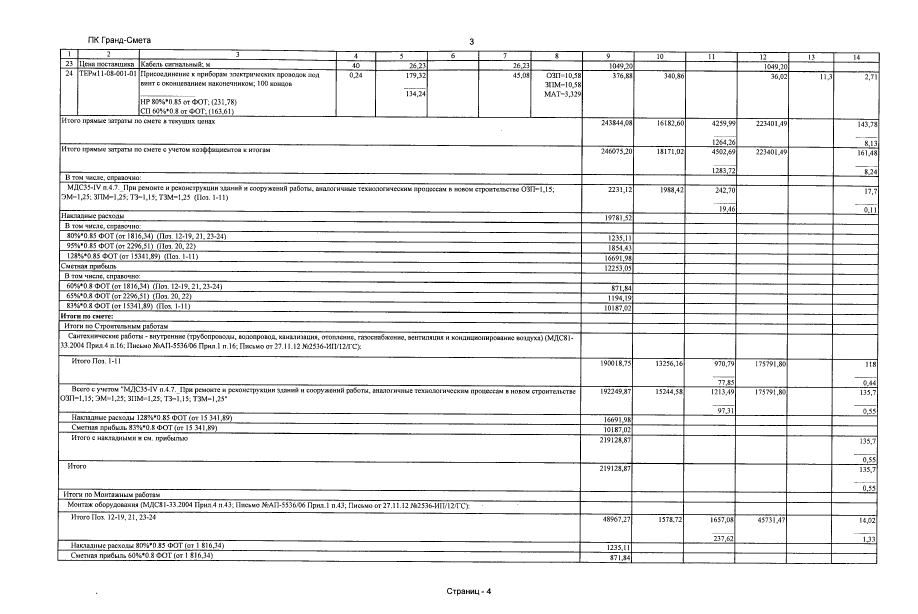 ПК Гранд-Смета
3
1 2 3 4 5 6 7 8 9 10 11 12 13 14
23 Цена поставщика Кабель сигнальный; м 40 26,23 26,23 1049,20 1049,20
24 ТЕРм11-08-001-01 Присоединение к приборам электрических проводов под 0,24 179,32 45,08 ОЗП=10,58 376,88 340,86 36,02 11,3 2,71
винт с оконцеванием наконечником; 100 концов ЗПМ=10,58
134,24 МАТ=3,329
НР 80%*0.85 от ФОТ; (231,78)
СП 60%*0.8 от ФОТ; (163,61)
Итого прямые затраты по смете в текущих ценах 243844,08 16182,60 4259,99 223401,49 143,78
1264,26 8,13
Итого прямые затраты по смете с учетом коэффициентов к итогам 246075,20 18171,02 4502,69 223401,49 161,48
1283,72 8,24
В том числе, справочно:
МДС35-IV п.4.7. При ремонте и реконструкции зданий и сооружений работы, аналогичные технологическим процессам в новом строительстве ОЗП=1,15; 2231,12 1988,42 242,70 17,7
ЭМ=1,25; ЗПМ=1,25; ТЗ=1,15; ТЗМ=1,25 (Поз. 1-11)
19,46 0,11
Накладные расходы 19781,52
В том числе, справочно:
80%*0.85 ФОТ (от 1816,34) (Поз. 12-19, 21, 23-24) 1235,11
95%*0.85 ФОТ (от 2296,51) (Поз. 20, 22) 1854,43
128%*0.85 ФОТ (от 15341,89) (Поз. 1-11) 16691,98
Сметная прибыль 12253,05
В том числе, справочно:
60%*0.8 ФОТ (от 1816,34) (Поз. 12-19, 21, 23-24) 871,84
65%*0.8 ФОТ (от 2296,51) (Поз. 20, 22) 1194,19
83%*0.8 ФОТ (от 15341,89) (Поз. 1-11) 10187,02
Итоги по смете:
Итоги по Строительным работам
Сантехнические работы - внутренние (трубопроводы, водопровод, канализация, отопление, газоснабжение, вентиляция и кондиционирование воздуха) (МДС81-
33.2004 Прил.4 п.16; Письмо №АП-5536/06 Прил.1 п.16; Письмо от 27.11.12 №2536-ИП/12/ГС):
Итого Поз. 1-11 190018,75 13256,16 970,79 175791,80 118
77,85 0,44
Всего с учетом "МДС35-IV п.4.7. При ремонте и реконструкции зданий и сооружений работы, аналогичные технологическим процессам в новом строительстве 192249,87 15244,58 1213,49 175791,80 135,7
ОЗП=1,15; ЭМ=1,25; ЗПМ=1,25; ТЗ=1,15; ТЗМ=1,25"
97,31 0,55
Накладные расходы 128%*0.85 ФОТ (от 15 341,89) 16691,98
Сметная прибыль 83%*0.8 ФОТ (от 15 341,89) 10187,02
Итого с накладными и см. прибылью 219128,87 135,7
0,55
Итого 219128,87 135,7
0,55
Итоги по Монтажным работам
Монтаж оборудования (МДС81-33.2004 Прил.4 п.43; Письмо №АП-5536/06 Прил.1 п.43; Письмо от 27.11.12 №2536-ИП/12/ГС):
Итого Поз. 12-19, 21, 23-24 48967,27 1578,72 1657,08 45731,47 14,02
237,62 1,33
Накладные расходы 80%*0.85 ФОТ (от 1 816,34) 1235,11
Сметная прибыль 60%*0.8 ФОТ (от 1 816,34) 871,84
Страниц - 4